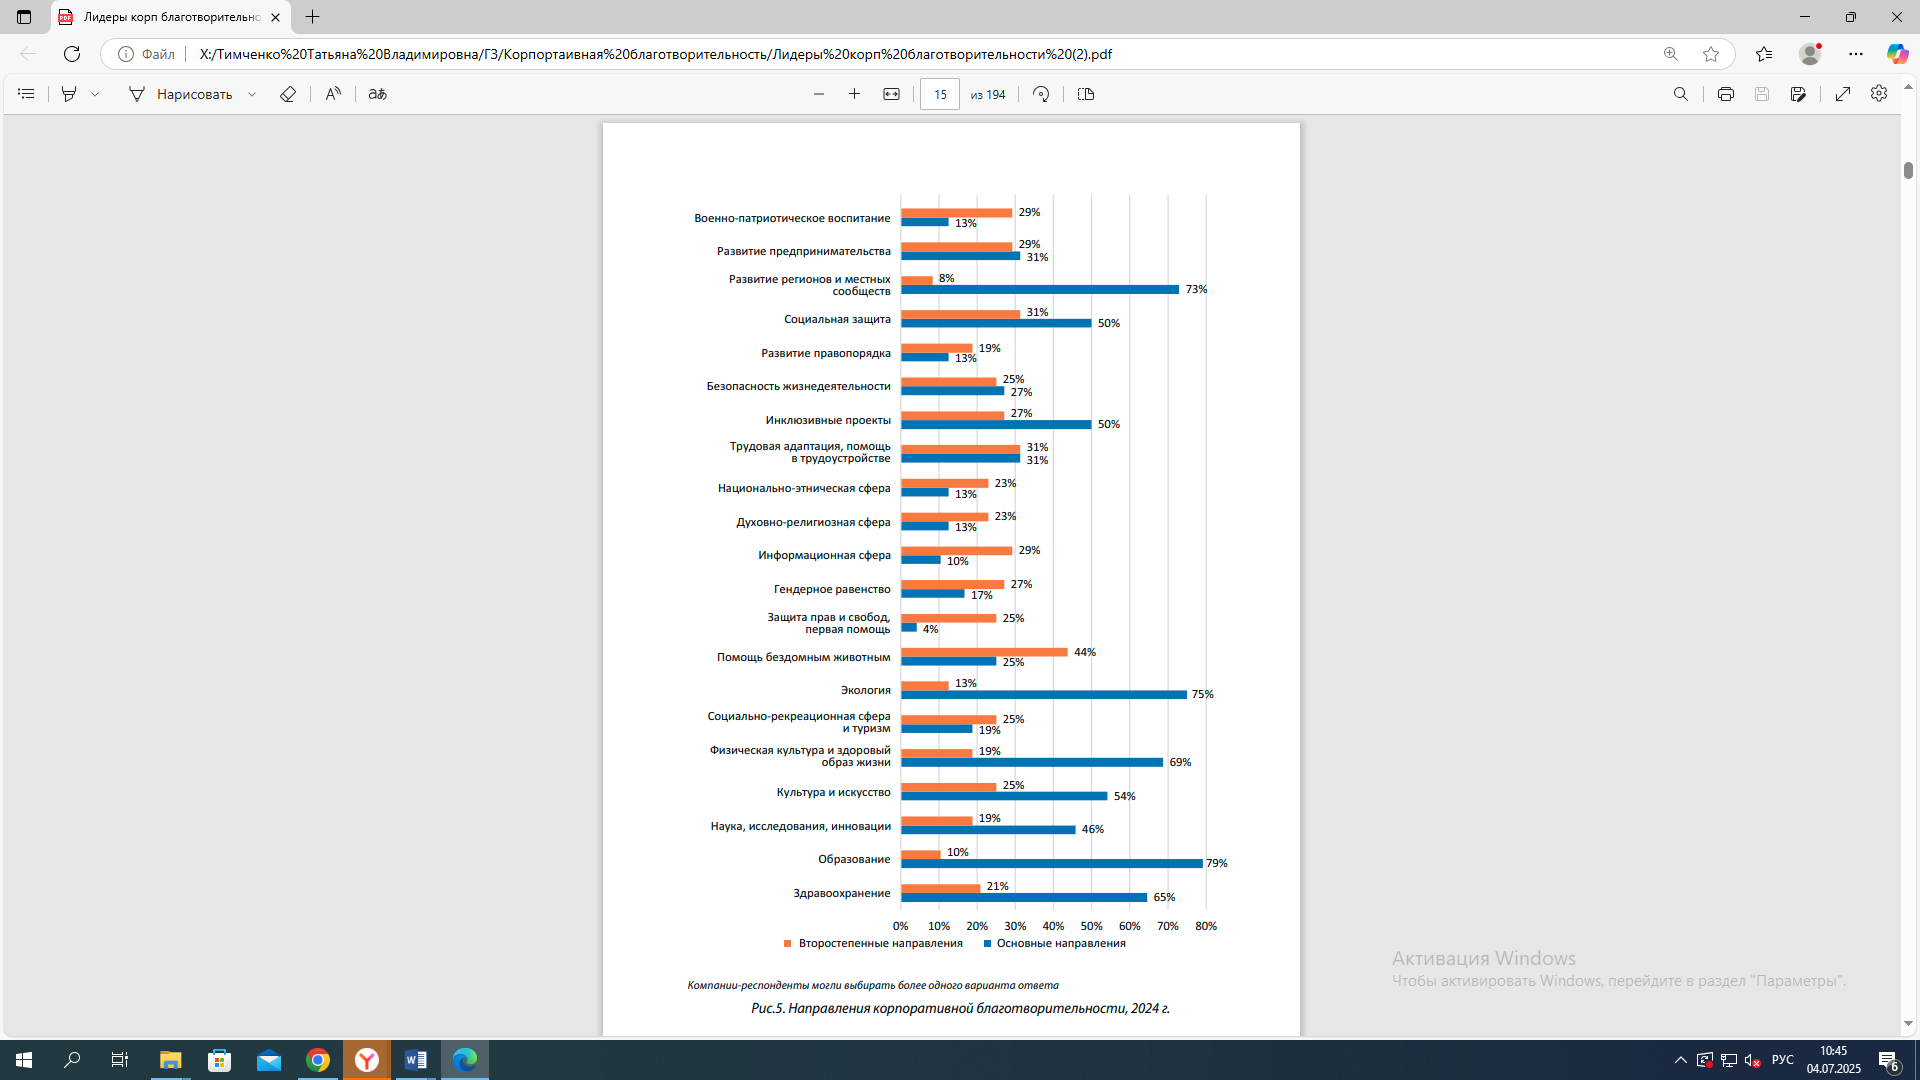 Лидеры корп благотворительно
Файл
X:/Тимченко%20Татьяна%20Владимировна/ГЗ/Корпортаивная%20благотворительность/Лидеры%20корп%20благотворительности%20(2).pdf
Нарисовать
аあ
15
из 194
Военно-патриотическое воспитание
29%
13%
Развитие предпринимательства
29%
31%
Развитие регионов и местных
сообществ
8%
73%
Социальная защита
31%
50%
Развитие правопорядка
19%
13%
Безопасность жизнедеятельности
25%
27%
Инклюзивные проекты
27%
50%
Трудовая адаптация, помощь
в трудоустройстве
31%
31%
Национально-этническая сфера
23%
13%
Духовно-религиозная сфера
23%
13%
Информационная сфера
29%
10%
Гендерное равенство
27%
17%
Защита прав и свобод,
первая помощь
25%
4%
Помощь бездомным животным
44%
25%
Экология
13%
75%
Социально-рекреационная сфера
и туризм
25%
19%
Физическая культура и здоровый
образ жизни
19%
69%
Культура и искусство
25%
54%
Наука, исследования, инновации
19%
46%
Образование
10%
79%
Здравоохранение
21%
65%
0% 10% 20% 30% 40% 50% 60% 70% 80%
Второстепенные направления Основные направления
Компании-респонденты могли выбирать более одного варианта ответа
Рис.5. Направления корпоративной благотворительности, 2024 г.
Активация Windows
Чтобы активировать Windows, перейдите в раздел "Параметры".
РУС
10:45
04.07.2025
6